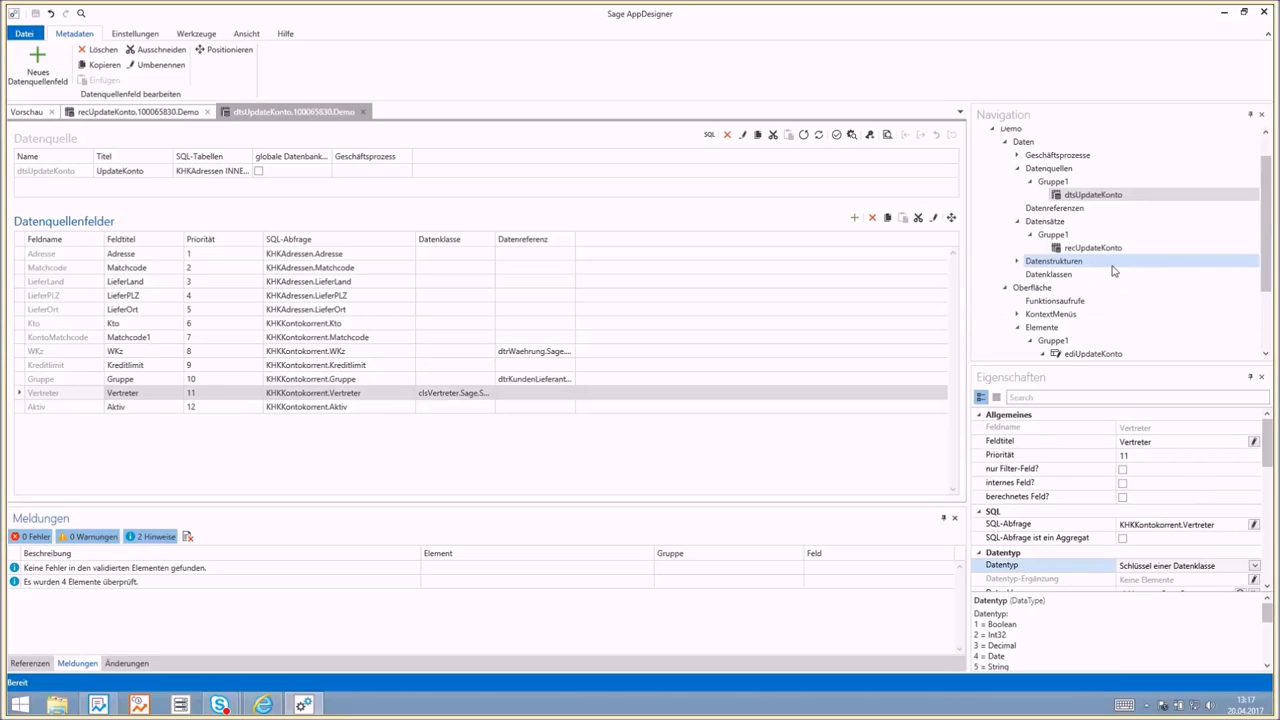 Sage AppDesigner
Datei Metadaten Einstellungen Werkzeuge Ansicht Hilfe
Neues Datenquellenfeld
Löschen Ausschneiden Positionieren
Kopieren Umbenennen
Einfügen
Datenquellenfeld bearbeiten
Vorschau recUpdateKonto.100065830.Demo dtsUpdateKonto.100065830.Demo
Datenquelle
SQL
Name Titel SQL-Tabellen globale Datenbank... Geschäftsprozess
dtsUpdateKonto UpdateKonto KHKAdressen INNE...
Datenquellenfelder
Feldname Feldtitel Priorität SQL-Abfrage Datenklasse Datenreferenz
Adresse Adresse 1 KHKAdressen.Adresse
Matchcode Matchcode 2 KHKAdressen.Matchcode
LieferLand LieferLand 3 KHKAdressen.LieferLand
LieferPLZ LieferPLZ 4 KHKAdressen.LieferPLZ
LieferOrt LieferOrt 5 KHKAdressen.LieferOrt
Kto Kto 6 KHKKontokorrent.Kto
KontoMatchcode Matchcode1 7 KHKKontokorrent.Matchcode
WKz WKz 8 KHKKontokorrent.WKz dtrWaehrung.Sage....
Kreditlimit Kreditlimit 9 KHKKontokorrent.Kreditlimit
Gruppe Gruppe 10 KHKKontokorrent.Gruppe dtrKundenLieferant...
Vertreter Vertreter 11 KHKKontokorrent.Vertreter clsVertreter.Sage.S...
Aktiv Aktiv 12 KHKKontokorrent.Aktiv
Meldungen
0 Fehler 0 Warnungen 2 Hinweise
Beschreibung Element Gruppe Feld
Keine Fehler in den validierten Elementen gefunden.
Es wurden 4 Elemente überprüft.
Referenzen Meldungen Änderungen
Bereit
Navigation
Demo
Daten
Geschäftsprozesse
Datenquellen
Gruppe1
dtsUpdateKonto
Datenreferenzen
Datensätze
Gruppe1
recUpdateKonto
Datenstrukturen
Datenklassen
Oberfläche
Funktionsaufrufe
KontextMenüs
Elemente
Gruppe1
ediUpdateKonto
Eigenschaften
Search
Allgemeines
Feldname Vertreter
Feldtitel Vertreter
Priorität 11
nur Filter-Feld?
internes Feld?
berechnetes Feld?
SQL
SQL-Abfrage KHKKontokorrent.Vertreter
SQL-Abfrage ist ein Aggregat
Datentyp
Datentyp Schlüssel einer Datenklasse
Datentyp-Ergänzung Keine Elemente
Datentyp (DataType)
Datentyp:
1 = Boolean
2 = Int32
3 = Decimal
4 = Date
5 = String
13:17
20.04.2017